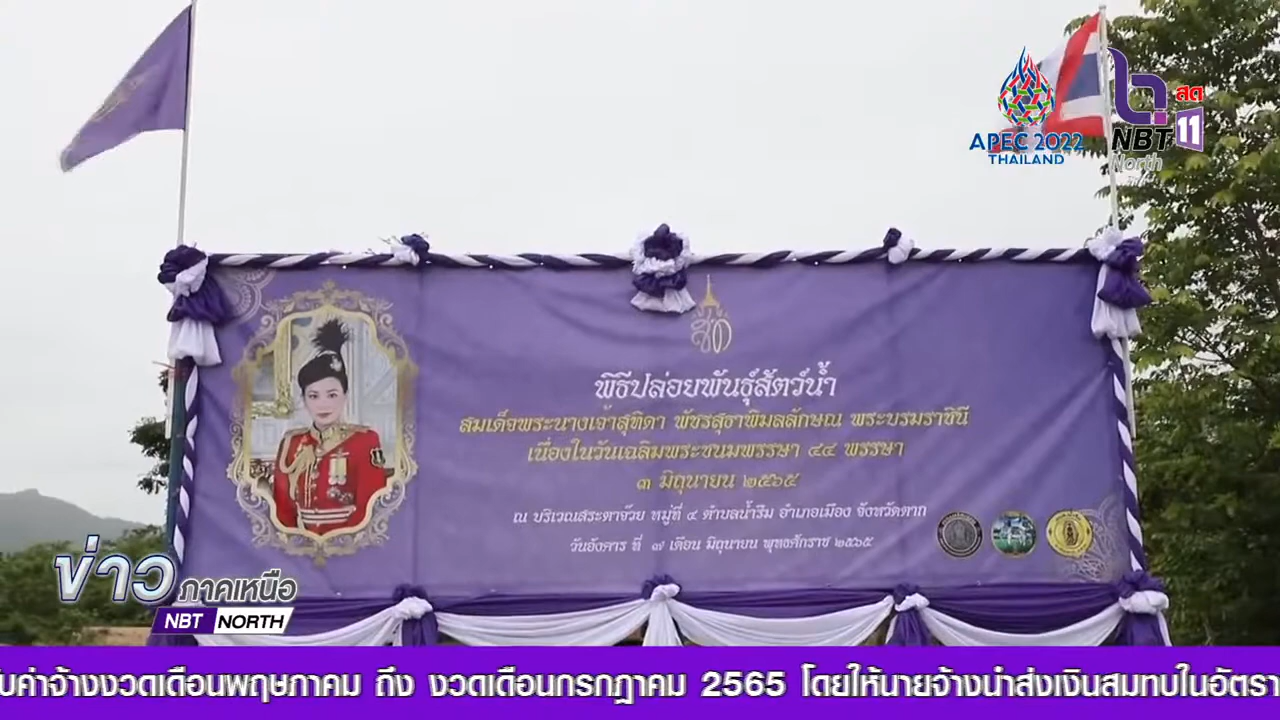 สด
NBT 11
North
APEC 2022
THAILAND
พิธีปล่อยพันธุ์สัตว์น้ำ
สมเด็จพระนางเจ้าสุทิดา พัชรสุธาพิมลลักษณ พระบรมราชินี
เนื่องในวันเฉลิมพระชนมพรรษา ๔๔ พรรษา
๓ มิถุนายน ๒๕๖๕
ณ บริเวณสระตาจ้วย หมู่ที่ ๔ ตำบลน้ำรึม อำเภอเมือง จังหวัดตาก
วันอังคาร ที่ ๗ เดือน มิถุนายน พุทธศักราช ๒๕๖๕
ข่าว ภาคเหนือ
NBT NORTH
บค่าจ้างงวดเดือนพฤษภาคม ถึง งวดเดือนกรกฎาคม 2565 โดยให้นายจ้างนำส่งเงินสมทบในอัตรา